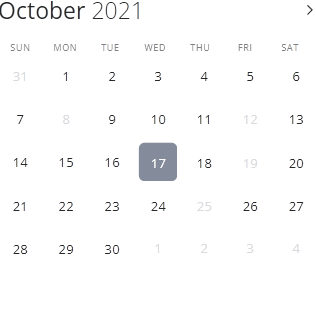 October 2021
SUN MON TUE WED THU FRI SAT
31 1 2 3 4 5 6
7 8 9 10 11 12 13
14 15 16 17 18 19 20
21 22 23 24 25 26 27
28 29 30 1 2 3 4